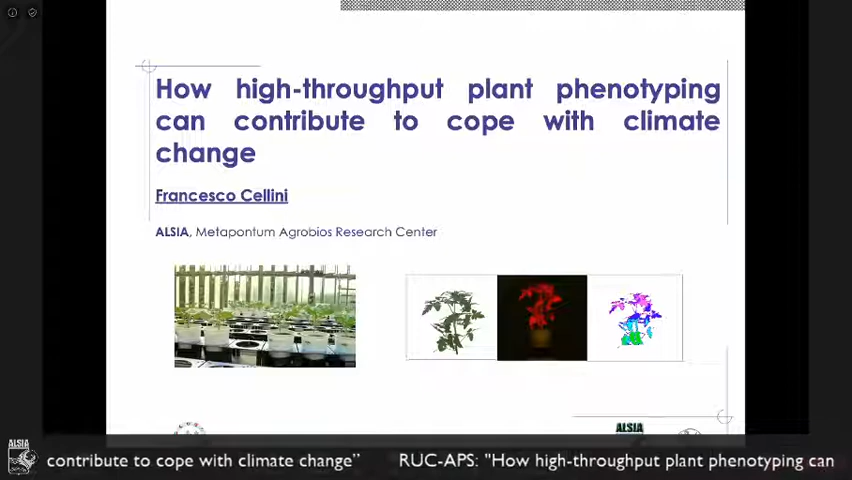 How high-throughput plant phenotyping
can contribute to cope with climate
change
Francesco Cellini
ALSIA, Metapontum Agrobios Research Center
ALSIA
ALSIA
contribute to cope with climate change” RUC-APS: "How high-throughput plant phenotyping can